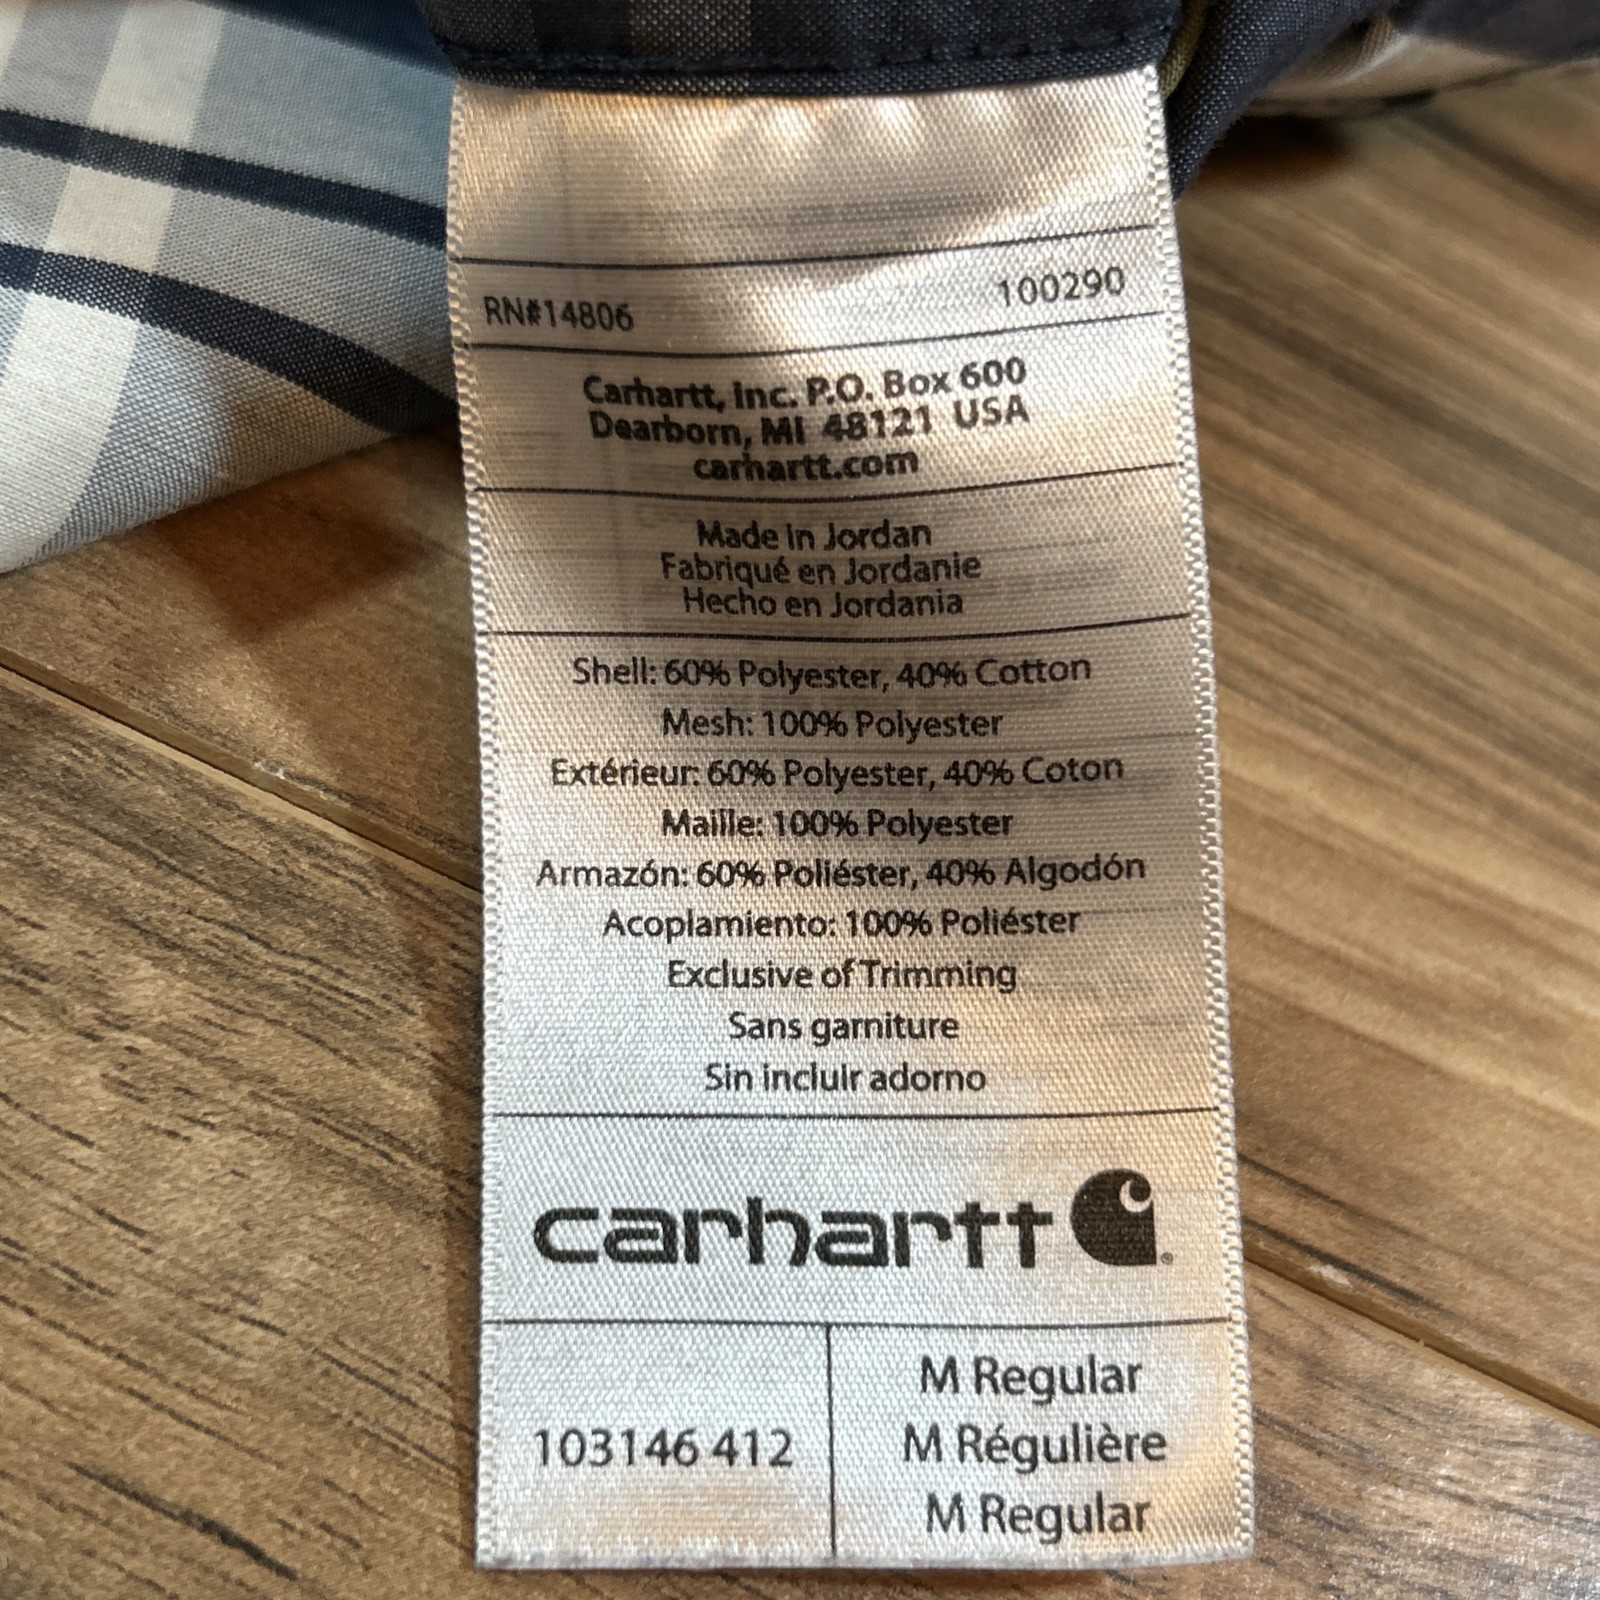 RN#14806 100290
Carhartt, Inc. P.O. Box 600
Dearborn, MI 48121 USA
carhartt.com
Made in Jordan
Fabriqué en Jordanie
Hecho en Jordania
Shell: 60% Polyester, 40% Cotton
Mesh: 100% Polyester
Extérieur: 60% Polyester, 40% Coton
Maille: 100% Polyester
Armazón: 60% Poliéster, 40% Algodón
Acoplamiento: 100% Poliéster
Exclusive of Trimming
Sans garniture
Sin incluir adorno
carhartt
103146 412
M Regular
M Régulière
M Regular